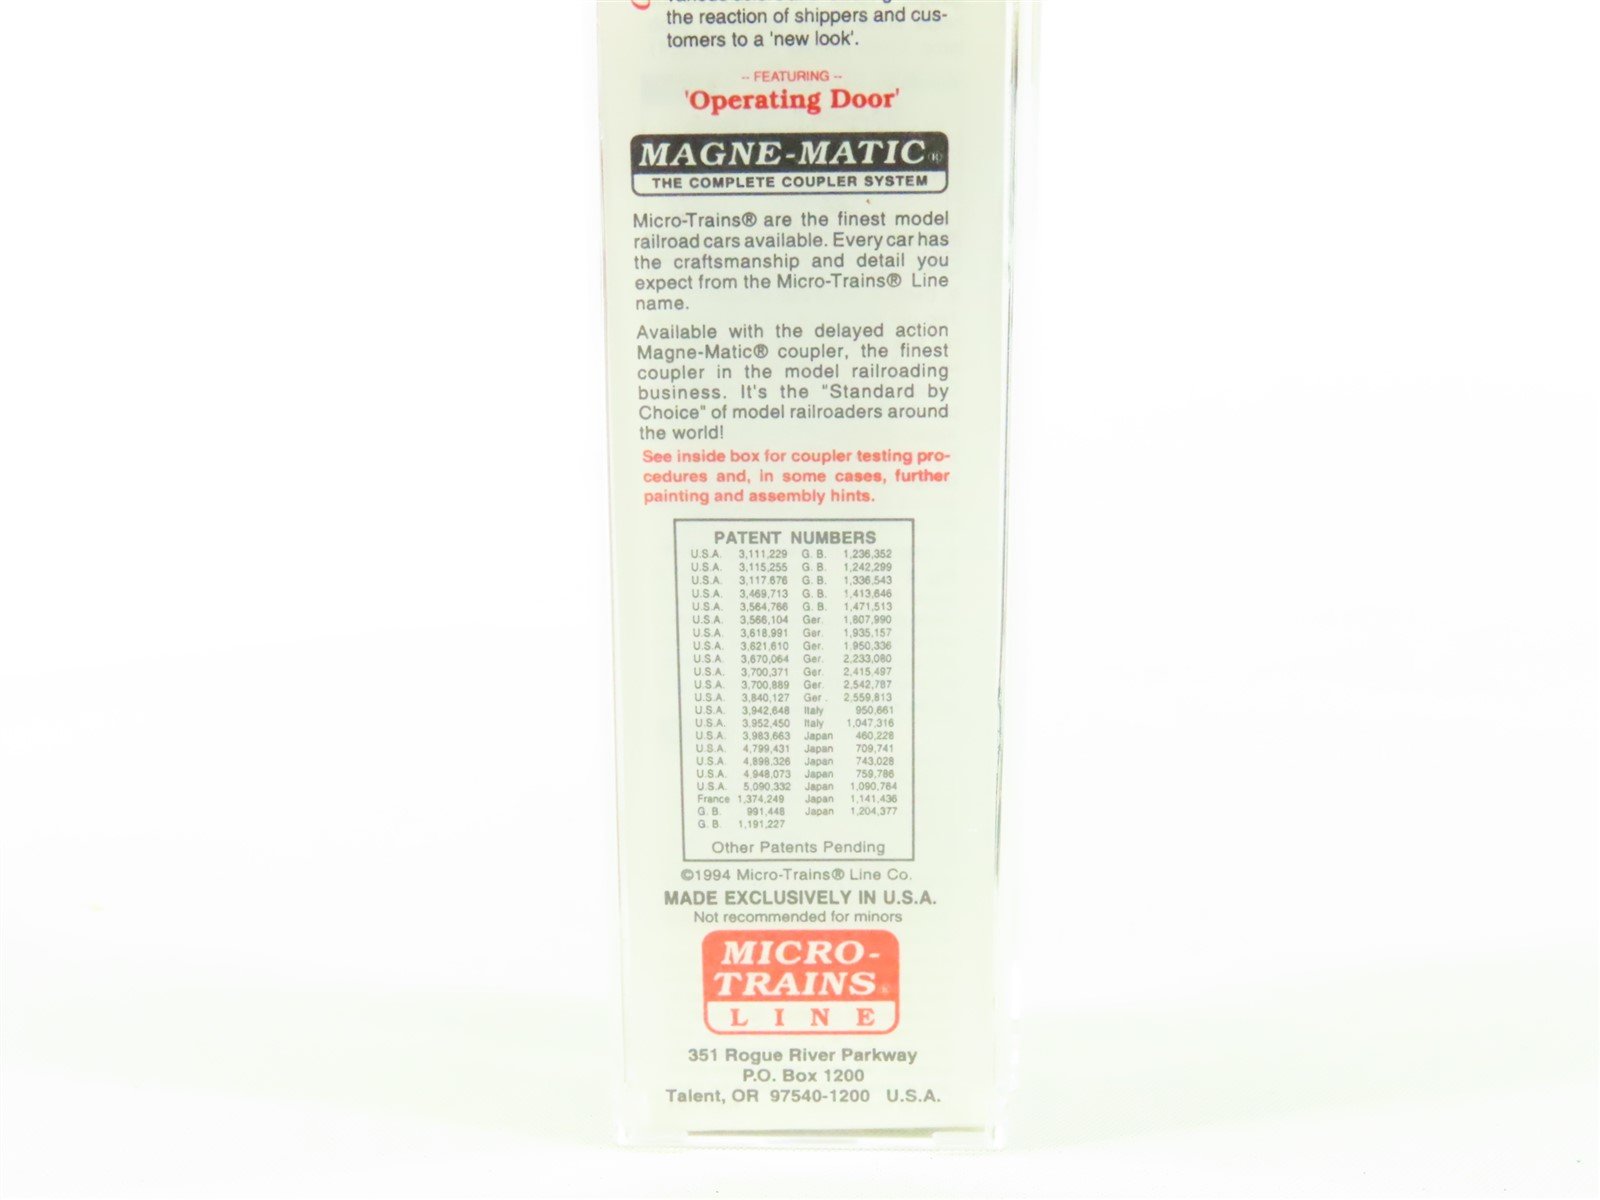 the reaction of shippers and cus-
tomers to a 'new look'.
-- FEATURING --
'Operating Door'
MAGNE-MATIC®
THE COMPLETE COUPLER SYSTEM
Micro-Trains® are the finest model
railroad cars available. Every car has
the craftsmanship and detail you
expect from the Micro-Trains® Line
name.
Available with the delayed action
Magne-Matic® coupler, the finest
coupler in the model railroading
business. It's the "Standard by
Choice" of model railroaders around
the world!
See inside box for coupler testing pro-
cedures and, in some cases, further
painting and assembly hints.
PATENT NUMBERS
U.S.A. 3,111,229 G. B. 1,236,352
U.S.A. 3,115,255 G. B. 1,242,299
U.S.A. 3,117,676 G. B. 1,336,543
U.S.A. 3,469,713 G. B. 1,413,646
U.S.A. 3,564,766 G. B. 1,471,513
U.S.A. 3,566,104 Ger. 1,807,990
U.S.A. 3,618,991 Ger. 1,935,157
U.S.A. 3,621,610 Ger. 1,950,336
U.S.A. 3,670,064 Ger. 2,233,080
U.S.A. 3,700,371 Ger. 2,415,497
U.S.A. 3,700,889 Ger. 2,542,787
U.S.A. 3,840,127 Ger. 2,559,813
U.S.A. 3,942,648 Italy 950,661
U.S.A. 3,952,450 Italy 1,047,316
U.S.A. 3,983,663 Japan 460,228
U.S.A. 4,799,431 Japan 709,741
U.S.A. 4,898,326 Japan 743,028
U.S.A. 4,948,073 Japan 759,786
U.S.A. 5,090,332 Japan 1,090,764
France 1,374,249 Japan 1,141,436
G. B. 991,448 Japan 1,204,377
G. B. 1,191,227
Other Patents Pending
©1994 Micro-Trains® Line Co.
MADE EXCLUSIVELY IN U.S.A.
Not recommended for minors
MICRO-
TRAINS®
LINE
351 Rogue River Parkway
P.O. Box 1200
Talent, OR 97540-1200 U.S.A.